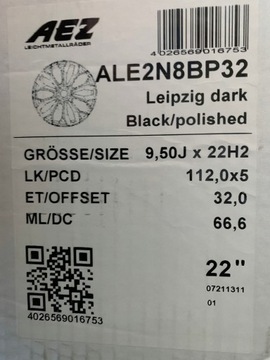 AEZ
LEICHTMETALLRÄDER
4026569016753
ALE2N8BP32
Leipzig dark
Black/polished
GRÖSSE/SIZE 9,50J x 22H2
LK/PCD 112,0x5
ET/OFFSET 32,0
ML/DC 66,6
22"
07211311
01
4026569016753